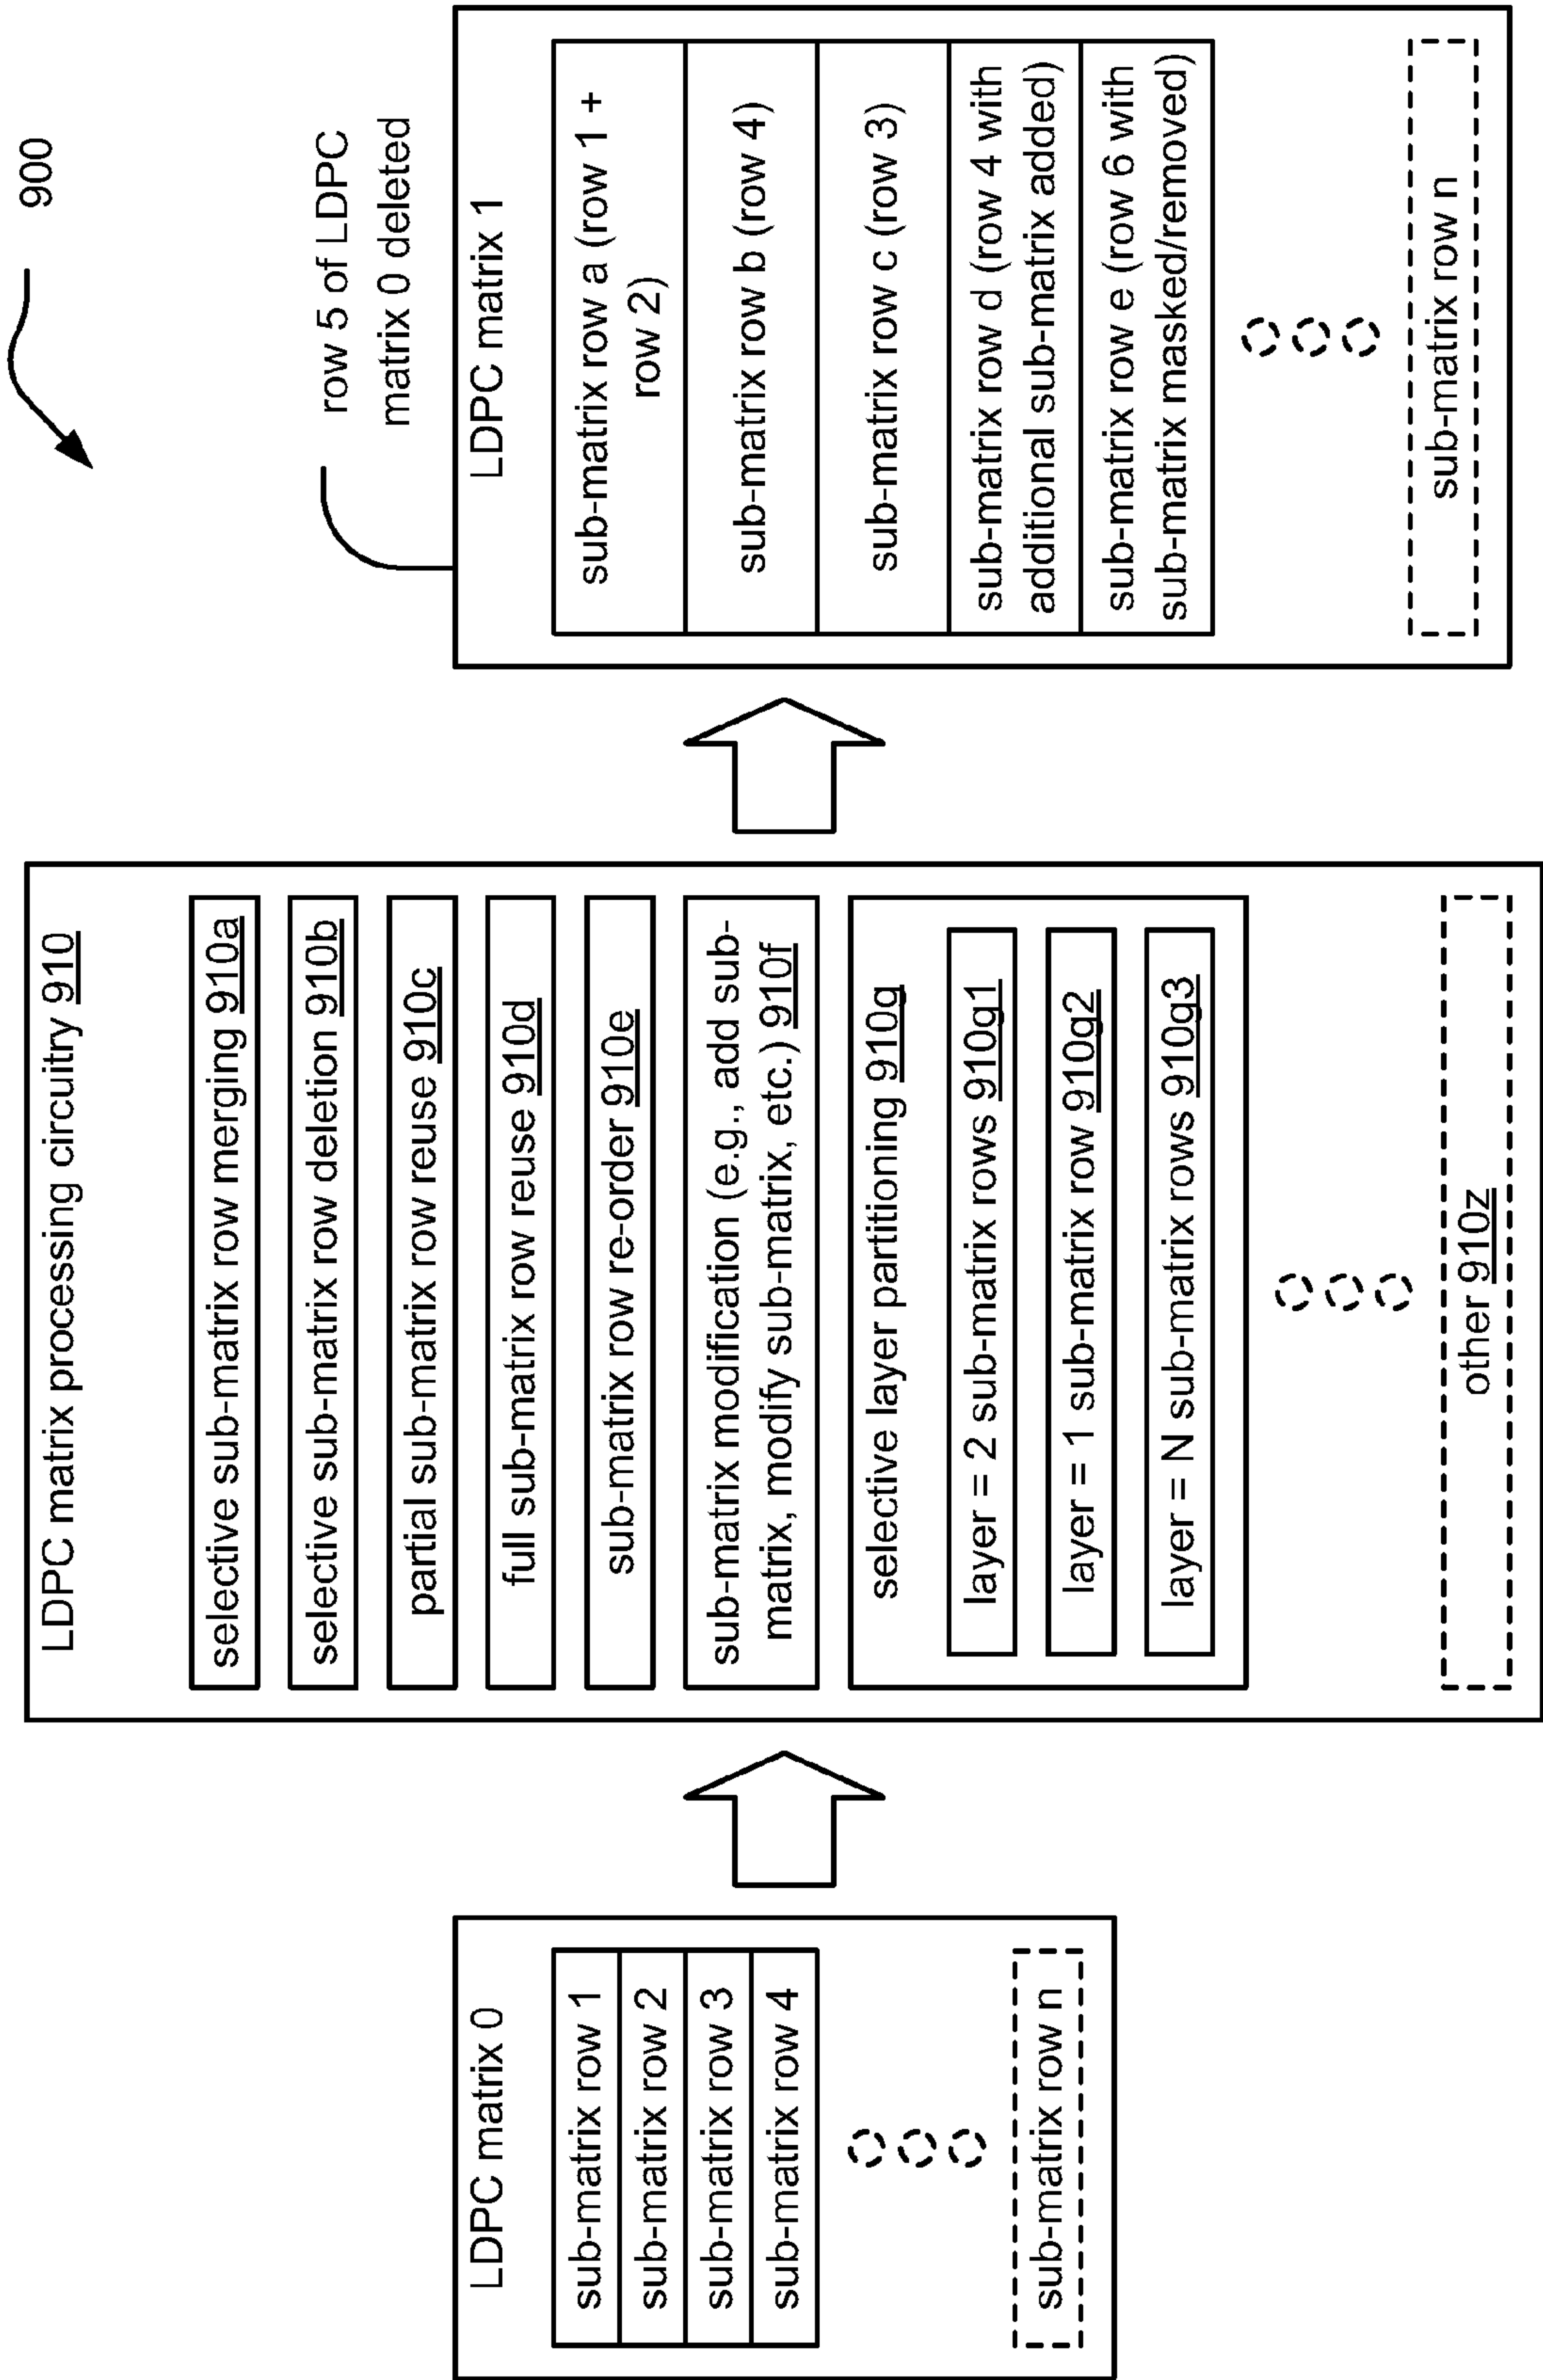 900
LDPC matrix 0
sub-matrix row 1
sub-matrix row 2
sub-matrix row 3
sub-matrix row 4
sub-matrix row n
LDPC matrix processing circuitry 910
selective sub-matrix row merging 910a
selective sub-matrix row deletion 910b
partial sub-matrix row reuse 910c
full sub-matrix row reuse 910d
sub-matrix row re-order 910e
sub-matrix modification (e.g., add sub-
matrix, modify sub-matrix, etc.) 910f
selective layer partitioning 910g
layer = 2 sub-matrix rows 910g1
layer = 1 sub-matrix row 910g2
layer = N sub-matrix rows 910g3
other 910z
row 5 of LDPC
matrix 0 deleted
LDPC matrix 1
sub-matrix row a (row 1 +
row 2)
sub-matrix row b (row 4)
sub-matrix row c (row 3)
sub-matrix row d (row 4 with
additional sub-matrix added)
sub-matrix row e (row 6 with
sub-matrix masked/removed)
sub-matrix row n